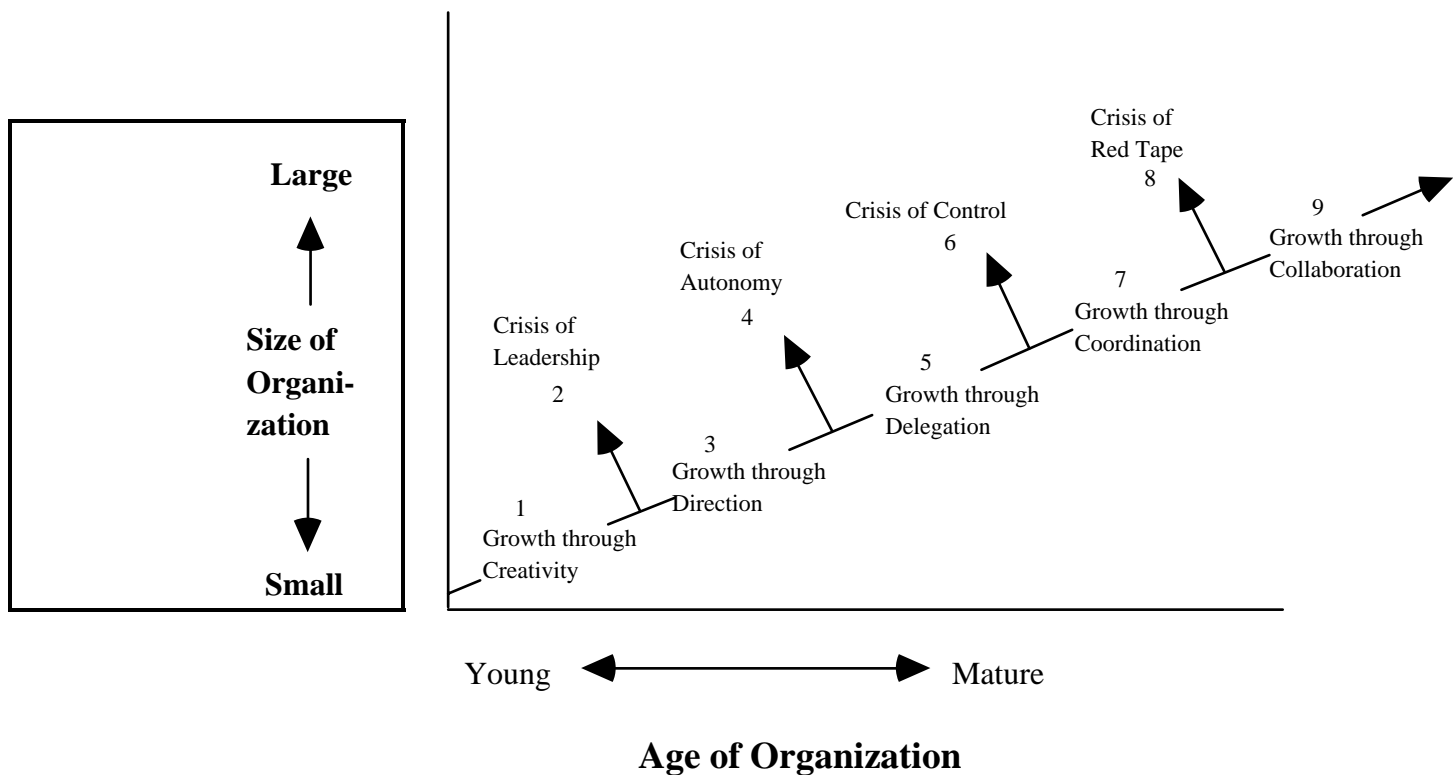 Large
Size of
Organi-
zation
Small
Crisis of
Red Tape
8
9
Growth through
Collaboration
Crisis of Control
6
7
Growth through
Coordination
Crisis of
Autonomy
4
5
Growth through
Delegation
Crisis of
Leadership
2
3
Growth through
Direction
1
Growth through
Creativity
Young
Mature
Age of Organization